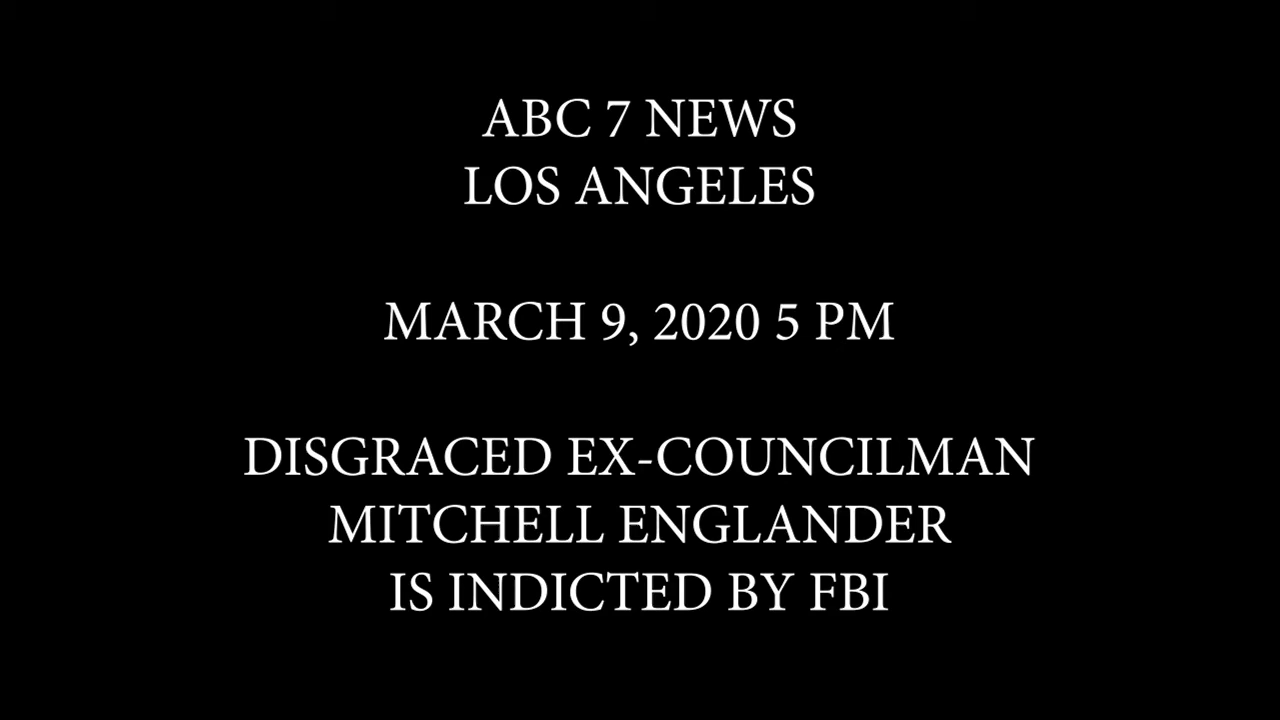 ABC 7 NEWS
LOS ANGELES
MARCH 9, 2020 5 PM
DISGRACED EX-COUNCILMAN
MITCHELL ENGLANDER
IS INDICTED BY FBI